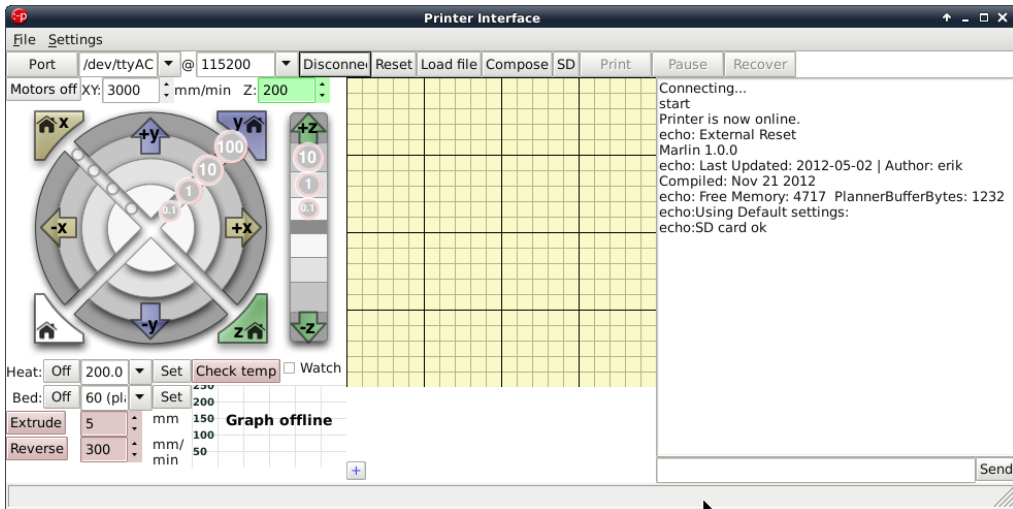 Printer Interface
File Settings
Port /dev/ttyAC @ 115200 Disconne Reset Load file Compose SD Print Pause Recover
Motors off XY: 3000 mm/min Z: 200
x +y y +z
100
10 10
1 1
0.1 0.1
-x +x
-y z -z
Heat: Off 200.0 Set Check temp Watch
Bed: Off 60 (pla Set
250
200
150 Graph offline
100
50
Extrude 5 mm
Reverse 300 mm/
min
+
Connecting...
start
Printer is now online.
echo: External Reset
Marlin 1.0.0
echo: Last Updated: 2012-05-02 | Author: erik
Compiled: Nov 21 2012
echo: Free Memory: 4717 PlannerBufferBytes: 1232
echo:Using Default settings:
echo:SD card ok
Send